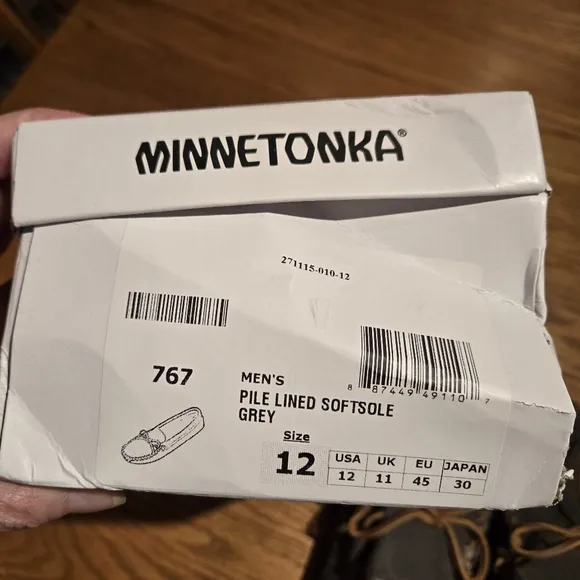 MINNETONKA®
271115-010-12
8 87449 49110 7
767
MEN'S
PILE LINED SOFTSOLE
GREY
Size
12
USA UK EU JAPAN
12 11 45 30